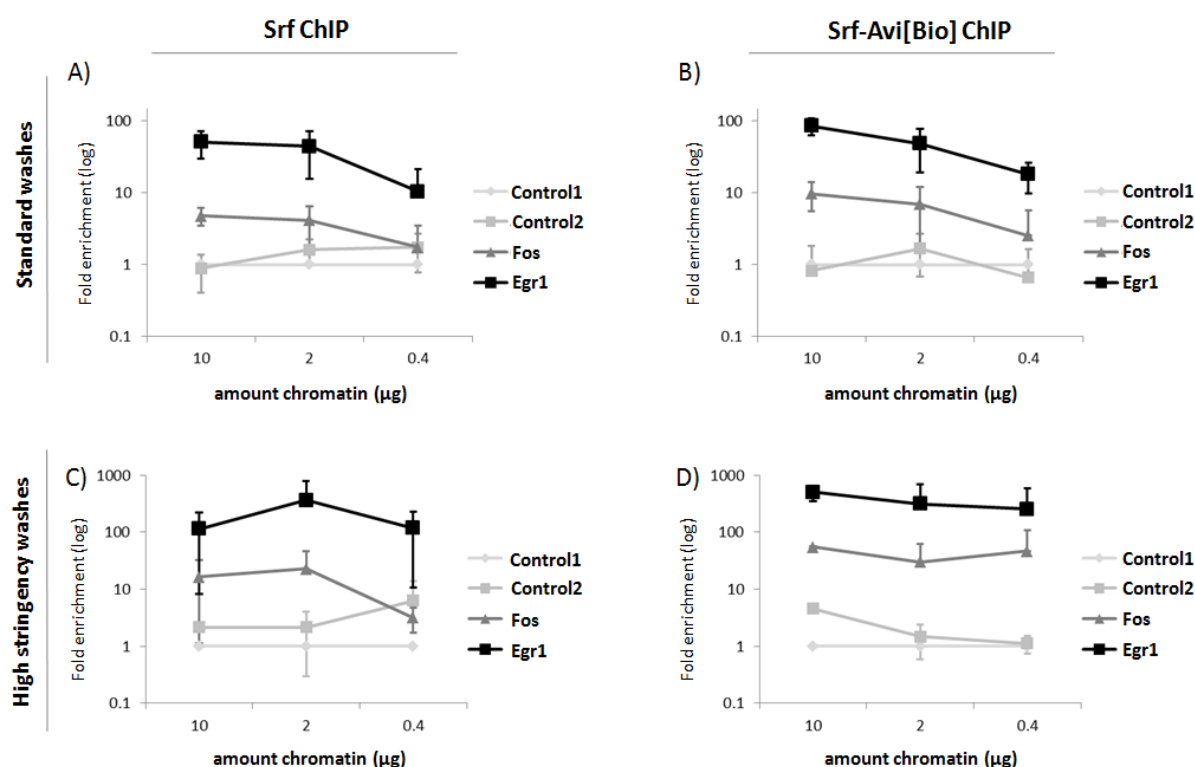 Srf ChIP
Srf-Avi[Bio] ChIP
Standard washes
A)
Fold enrichment (log)
100
10
1
0.1
10 2 0.4
amount chromatin (µg)
Control1
Control2
Fos
Egr1
B)
Fold enrichment (log)
100
10
1
0.1
10 2 0.4
amount chromatin (µg)
Control1
Control2
Fos
Egr1
High stringency washes
C)
Fold enrichment (log)
1000
100
10
1
0.1
10 2 0.4
amount chromatin (µg)
Control1
Control2
Fos
Egr1
D)
Fold enrichment (log)
1000
100
10
1
0.1
10 2 0.4
amount chromatin (µg)
Control1
Control2
Fos
Egr1